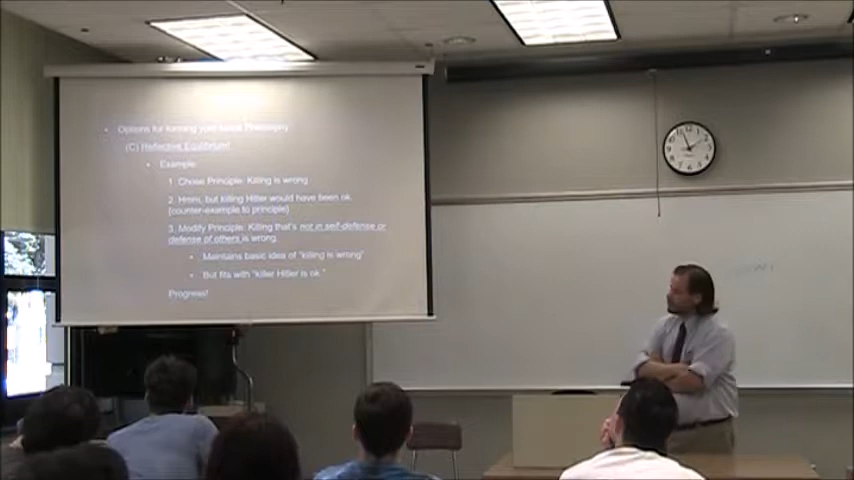 Options for forming your moral Philosophy
(C) Reflective Equilibrium!
Example:
1. Chose Principle: Killing is wrong
2. Hmm, but killing Hitler would have been ok.
(counter-example to principle)
3. Modify Principle: Killing that's not in self-defense or
defense of others is wrong.
Maintains basic idea of "killing is wrong"
But fits with "killer Hitler is ok."
Progress!